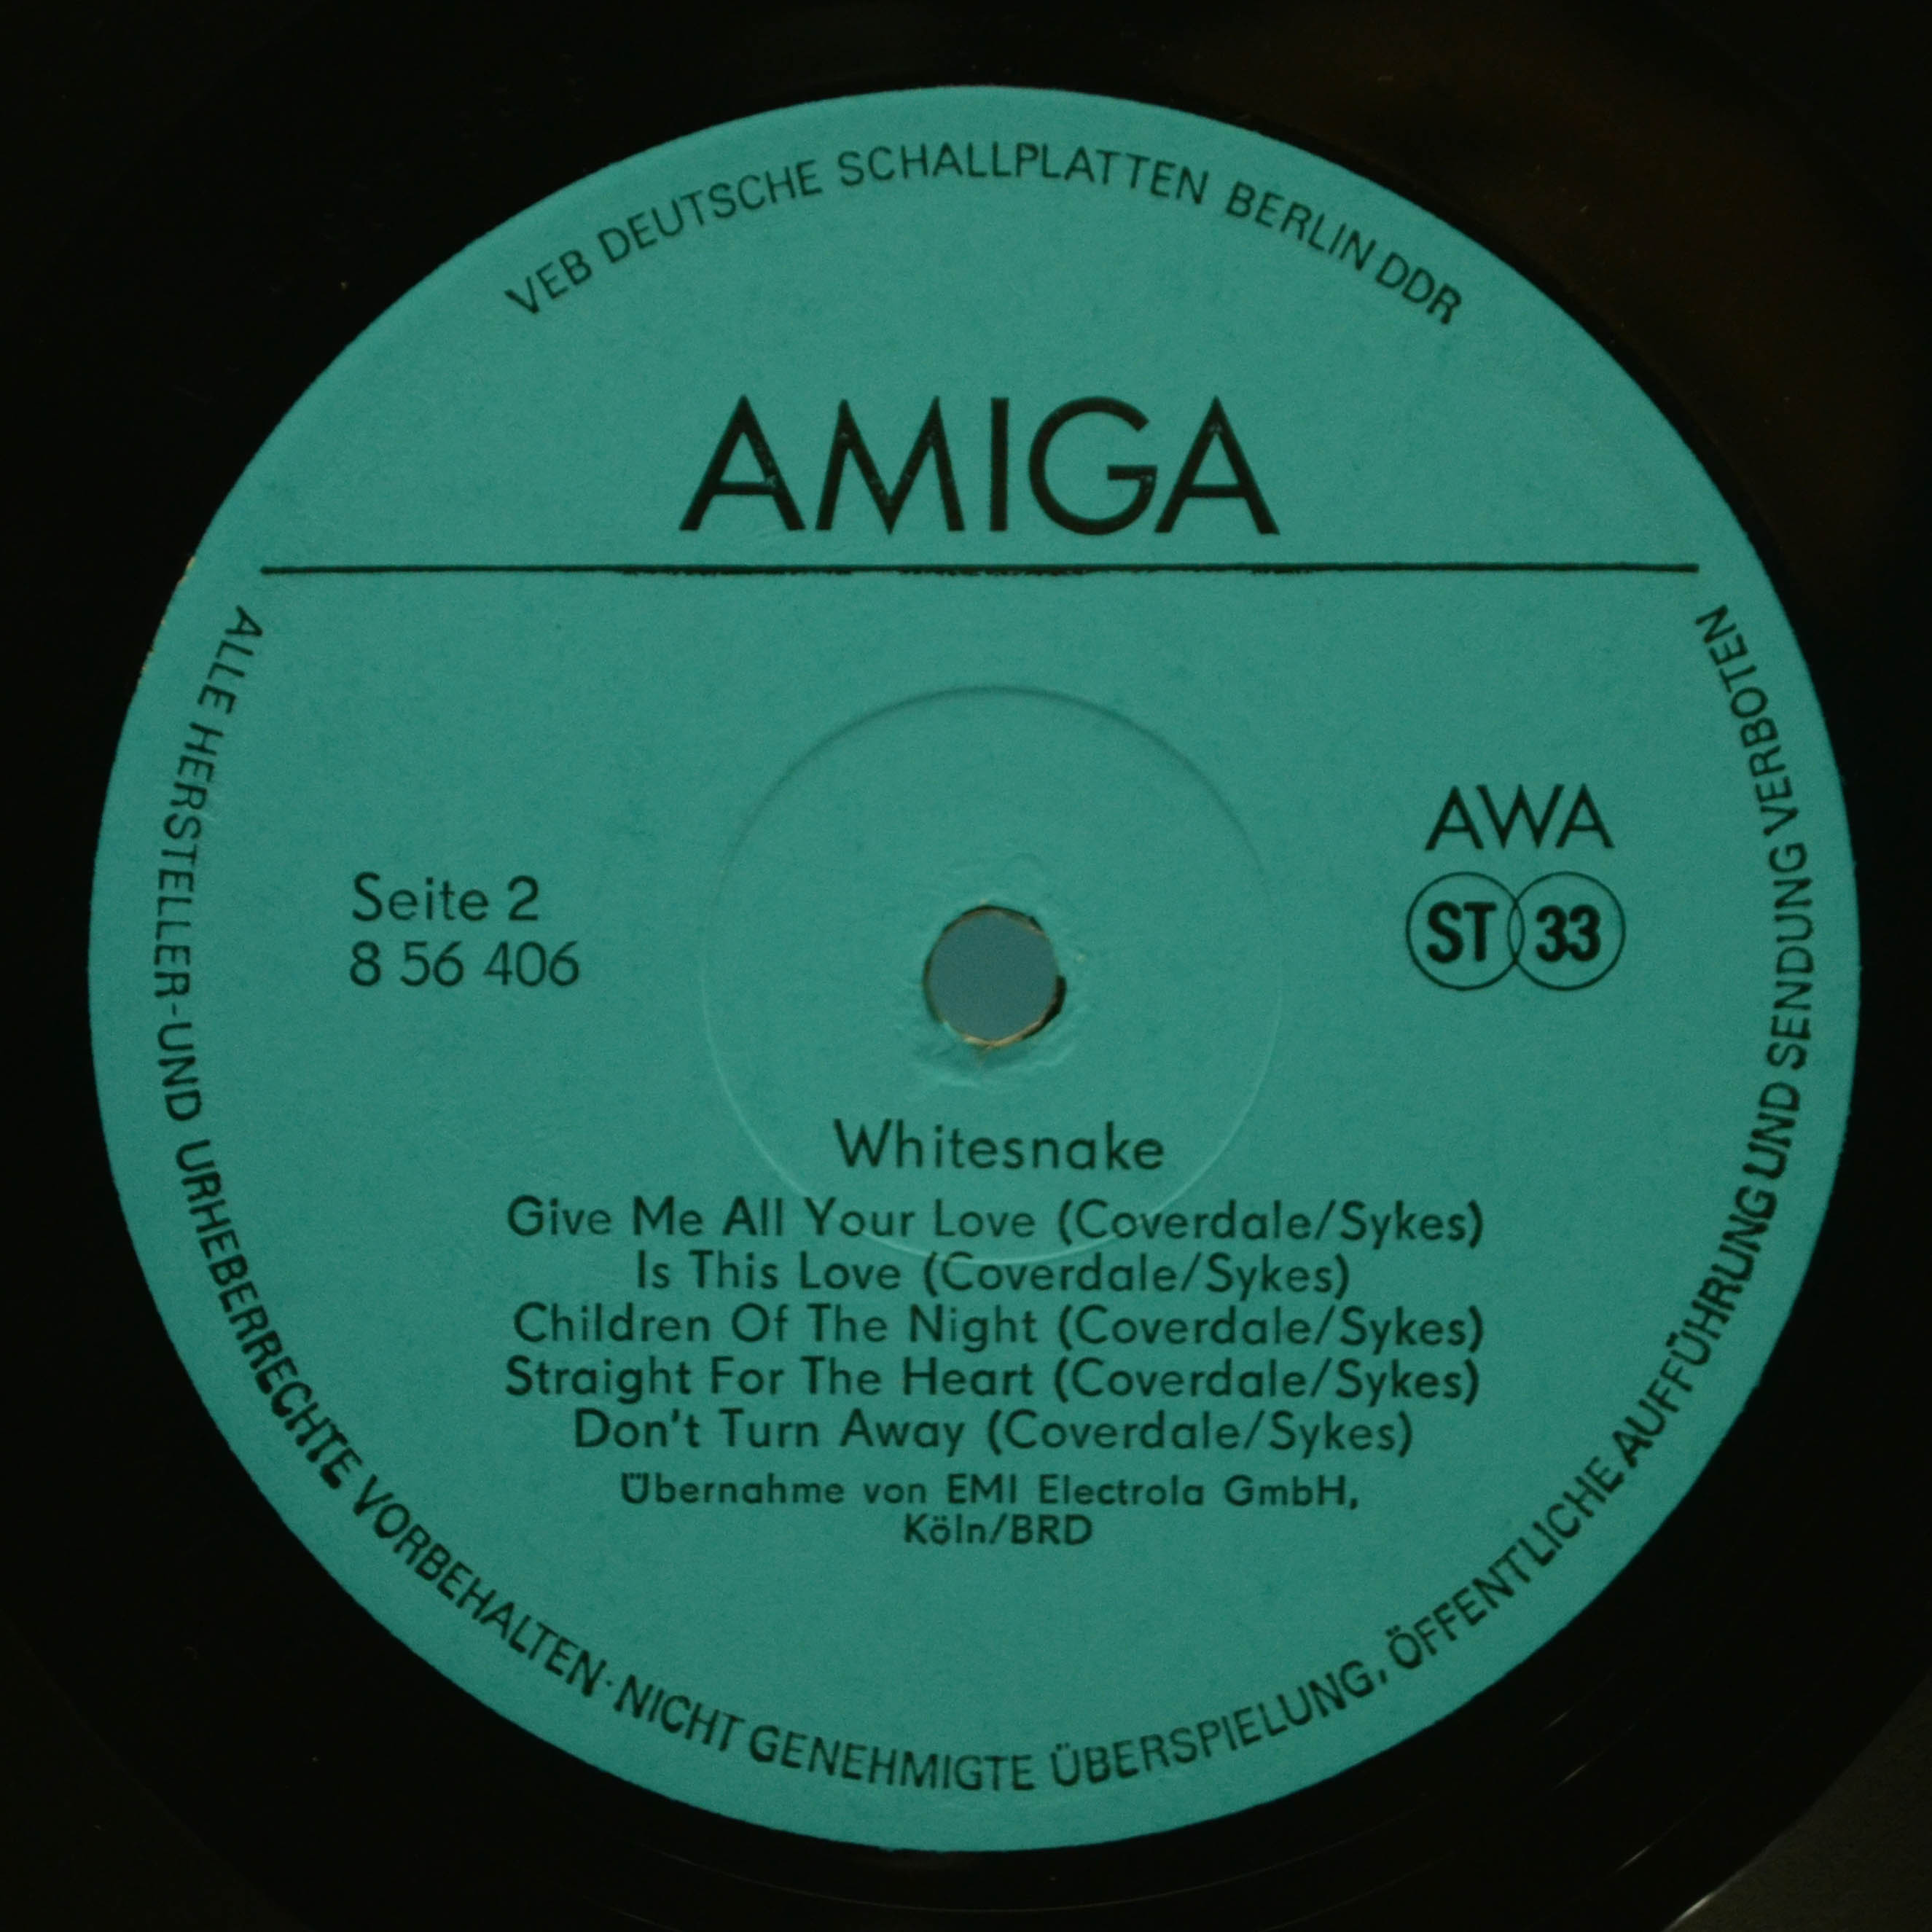 VEB DEUTSCHE SCHALLPLATTEN BERLIN DDR
AMIGA
Seite 2
8 56 406
AWA
ST 33
Whitesnake
Give Me All Your Love (Coverdale/Sykes)
Is This Love (Coverdale/Sykes)
Children Of The Night (Coverdale/Sykes)
Straight For The Heart (Coverdale/Sykes)
Don't Turn Away (Coverdale/Sykes)
Übernahme von EMI Electrola GmbH,
Köln/BRD
ALLE HERSTELLER-UND URHEBERRECHTE VORBEHALTEN·NICHT GENEHMIGTE ÜBERSPIELUNG, ÖFFENTLICHE AUFFÜHRUNG UND SENDUNG VERBOTEN